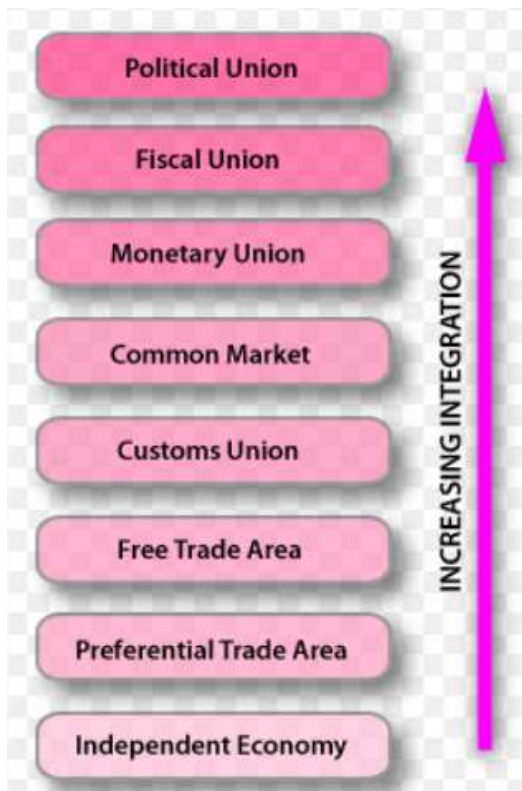 Political Union
Fiscal Union
Monetary Union
Common Market
Customs Union
Free Trade Area
Preferential Trade Area
Independent Economy
INCREASING INTEGRATION